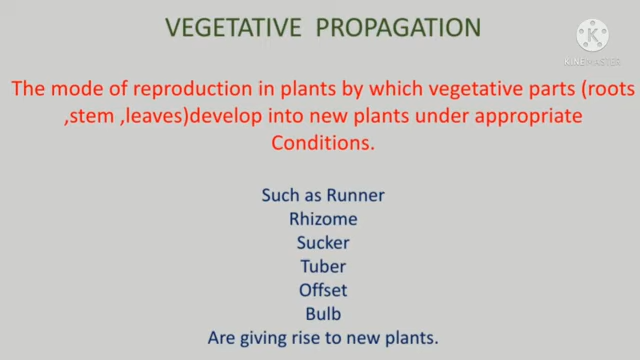 VEGETATIVE PROPAGATION
KINEMASTER
The mode of reproduction in plants by which vegetative parts (roots
,stem ,leaves)develop into new plants under appropriate
Conditions.
Such as Runner
Rhizome
Sucker
Tuber
Offset
Bulb
Are giving rise to new plants.